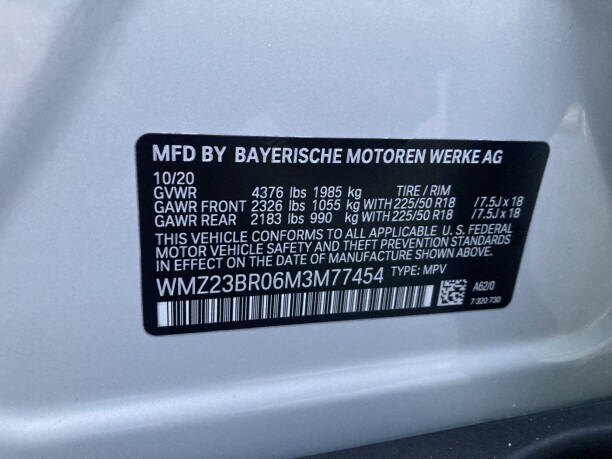 MFD BY BAYERISCHE MOTOREN WERKE AG
10/20
GVWR 4376 lbs 1985 kg TIRE / RIM
GAWR FRONT 2326 lbs 1055 kg WITH 225/50 R18 /7.5J x 18
GAWR REAR 2183 lbs 990 kg WITH 225/50 R18 /7.5J x 18
THIS VEHICLE CONFORMS TO ALL APPLICABLE U. S. FEDERAL
MOTOR VEHICLE SAFETY AND THEFT PREVENTION STANDARDS
IN EFFECT ON THE DATE OF MANUFACTURE SHOWN ABOVE.
WMZ23BR06M3M77454 TYPE: MPV
A62/0
7 320 730